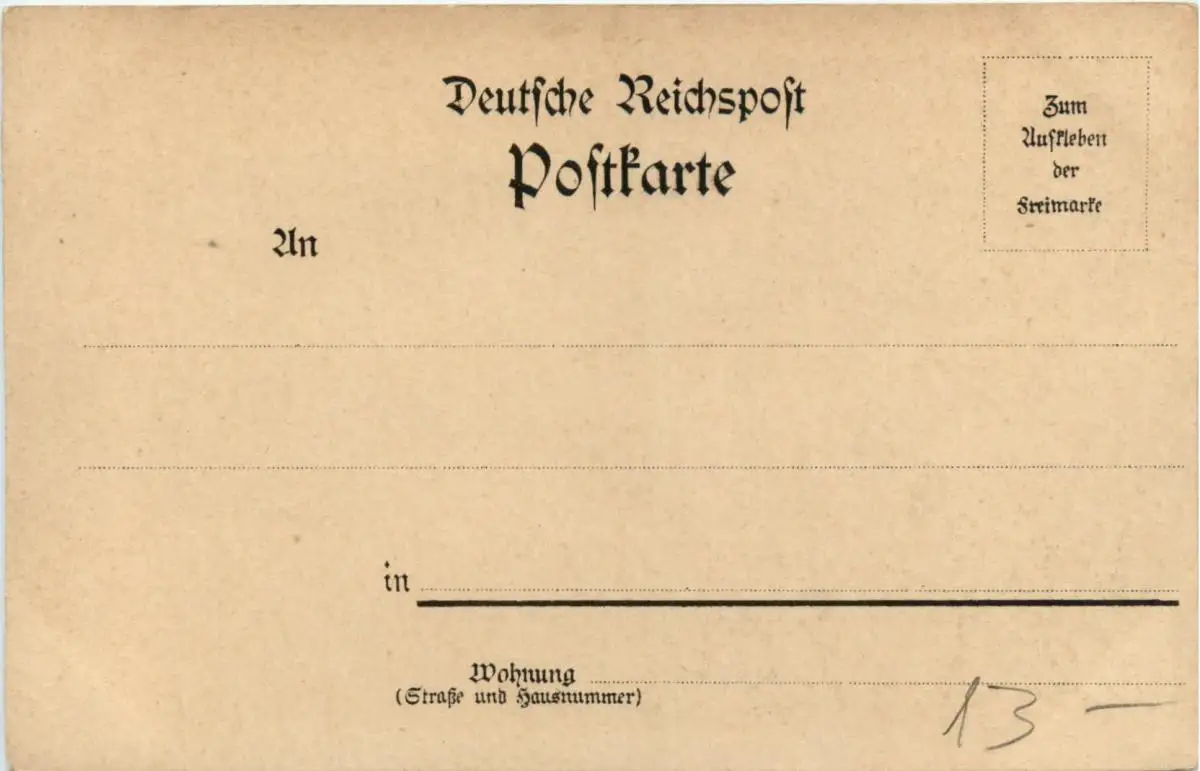 Deutſche Reichspoſt
Poſtkarte
Zum
Aufkleben
der
Freimarke
An
in
Wohnung
(Straße und Hausnummer)
13 –